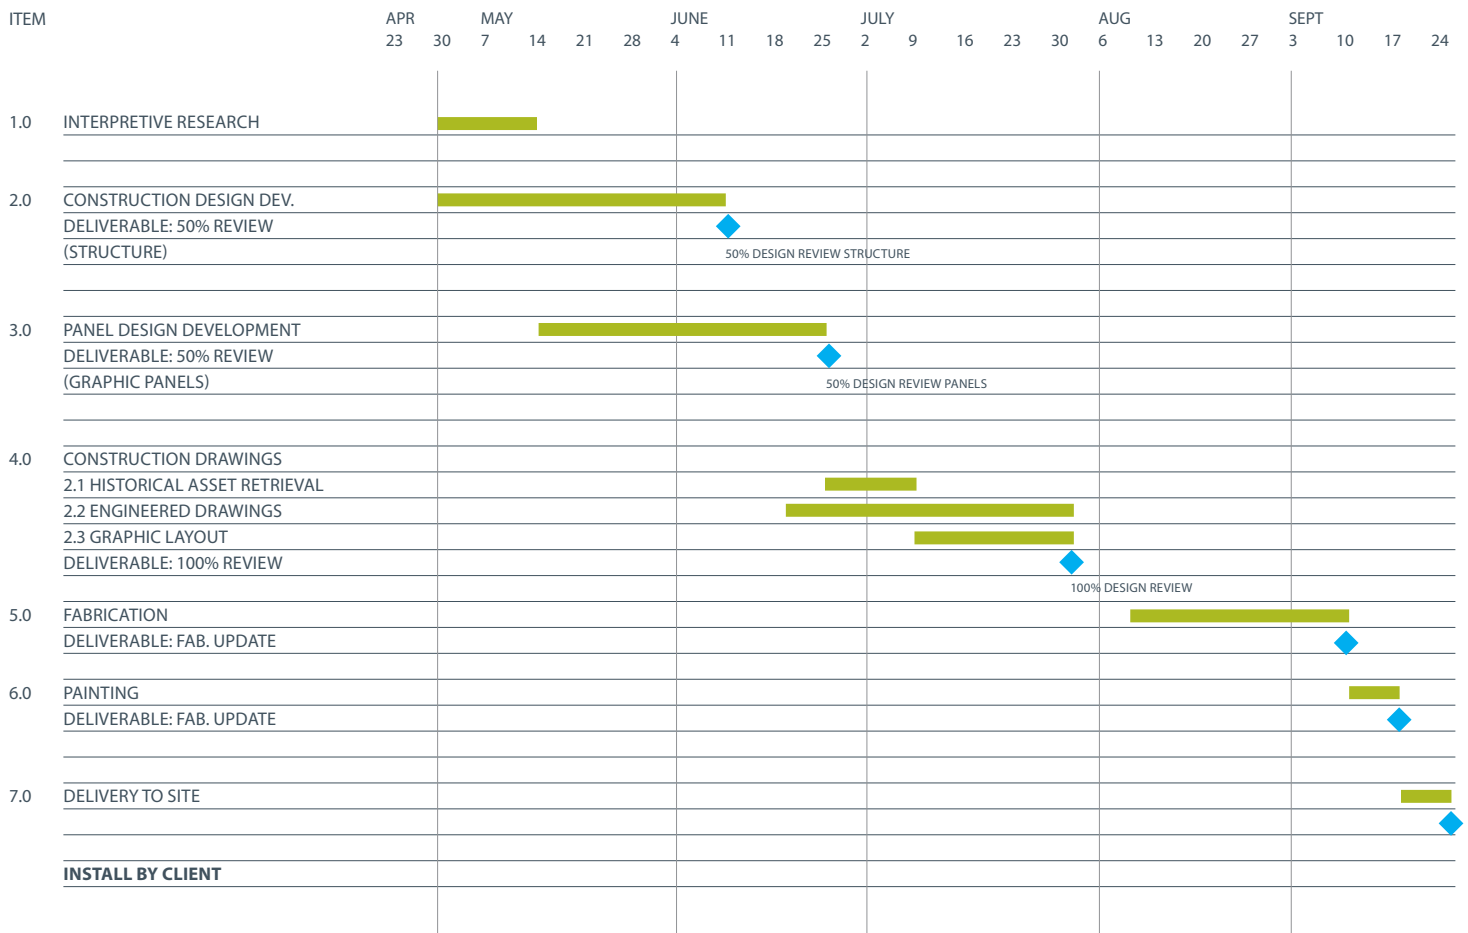 ITEM APR MAY JUNE JULY AUG SEPT
23 30 7 14 21 28 4 11 18 25 2 9 16 23 30 6 13 20 27 3 10 17 24
1.0 INTERPRETIVE RESEARCH
2.0 CONSTRUCTION DESIGN DEV.
DELIVERABLE: 50% REVIEW
(STRUCTURE) 50% DESIGN REVIEW STRUCTURE
3.0 PANEL DESIGN DEVELOPMENT
DELIVERABLE: 50% REVIEW
(GRAPHIC PANELS) 50% DESIGN REVIEW PANELS
4.0 CONSTRUCTION DRAWINGS
2.1 HISTORICAL ASSET RETRIEVAL
2.2 ENGINEERED DRAWINGS
2.3 GRAPHIC LAYOUT
DELIVERABLE: 100% REVIEW
100% DESIGN REVIEW
5.0 FABRICATION
DELIVERABLE: FAB. UPDATE
6.0 PAINTING
DELIVERABLE: FAB. UPDATE
7.0 DELIVERY TO SITE
INSTALL BY CLIENT